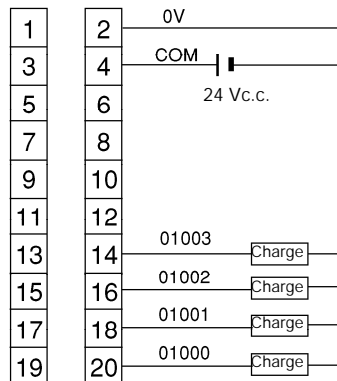 1 2 0V
3 4 COM
24 Vc.c.
5 6
7 8
9 10
11 12
13 14 01003 Charge
15 16 01002 Charge
17 18 01001 Charge
19 20 01000 Charge